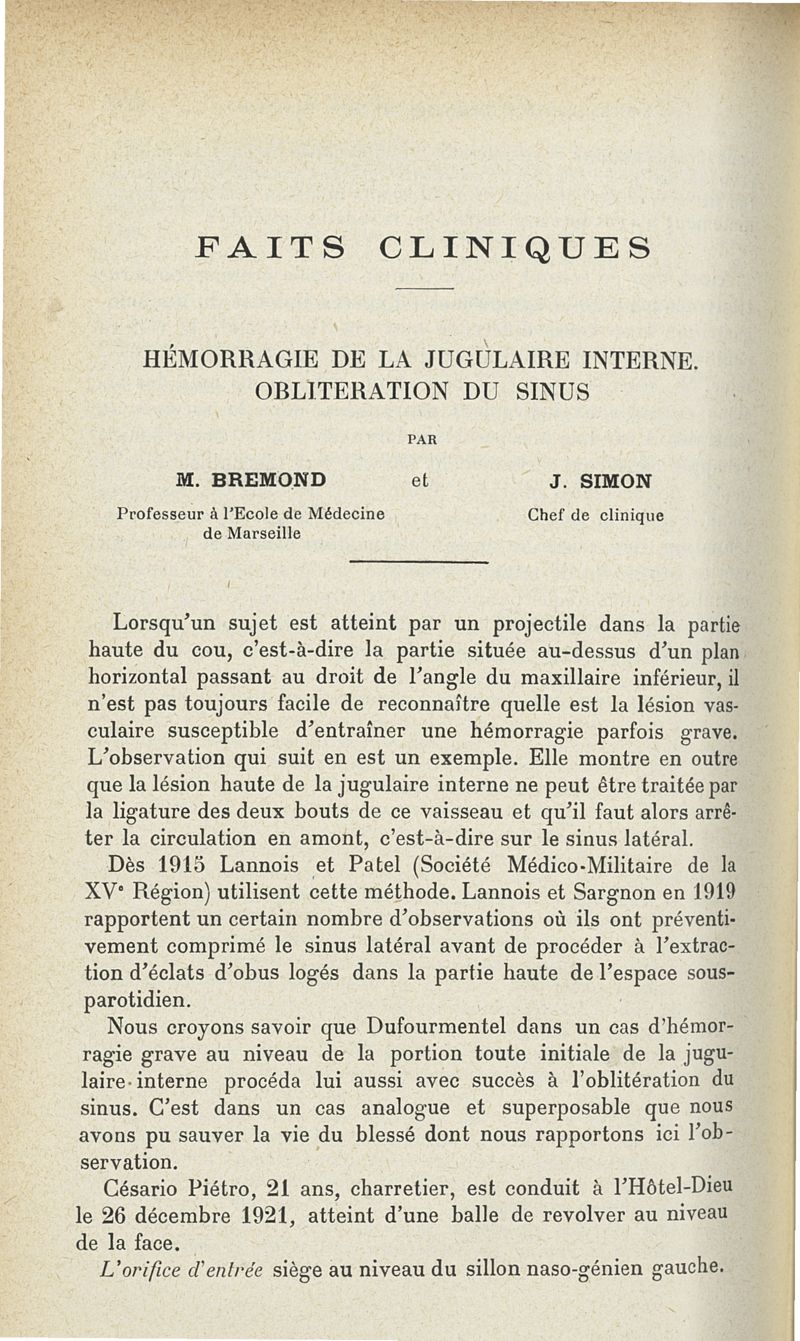 FAITS CLINIQUES
HÉMORRAGIE DE LA JUGULAIRE INTERNE.
OBLITERATION DU SINUS
PAR
M. BREMOND et J. SIMON
Professeur à l'Ecole de Médecine Chef de clinique
de Marseille
Lorsqu'un sujet est atteint par un projectile dans la partie
haute du cou, c'est-à-dire la partie située au-dessus d'un plan
horizontal passant au droit de l'angle du maxillaire inférieur, il
n'est pas toujours facile de reconnaître quelle est la lésion vas-
culaire susceptible d'entraîner une hémorragie parfois grave.
L'observation qui suit en est un exemple. Elle montre en outre
que la lésion haute de la jugulaire interne ne peut être traitée par
la ligature des deux bouts de ce vaisseau et qu'il faut alors arrê-
ter la circulation en amont, c'est-à-dire sur le sinus latéral.
Dès 1915 Lannois et Patel (Société Médico-Militaire de la
XVe Région) utilisent cette méthode. Lannois et Sargnon en 1919
rapportent un certain nombre d'observations où ils ont préventi-
vement comprimé le sinus latéral avant de procéder à l'extrac-
tion d'éclats d'obus logés dans la partie haute de l'espace sous-
parotidien.
Nous croyons savoir que Dufourmentel dans un cas d'hémor-
ragie grave au niveau de la portion toute initiale de la jugu-
laire interne procéda lui aussi avec succès à l'oblitération du
sinus. C'est dans un cas analogue et superposable que nous
avons pu sauver la vie du blessé dont nous rapportons ici l'ob-
servation.
Césario Piétro, 21 ans, charretier, est conduit à l'Hôtel-Dieu
le 26 décembre 1921, atteint d'une balle de revolver au niveau
de la face.
L'orifice d'entrée siège au niveau du sillon naso-génien gauche.